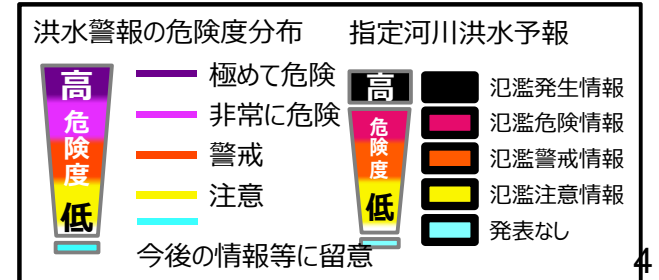 洪水警報の危険度分布
高
危険度
低
極めて危険
非常に危険
警戒
注意
今後の情報等に留意
指定河川洪水予報
高
危険度
低
氾濫発生情報
氾濫危険情報
氾濫警戒情報
氾濫注意情報
発表なし
4